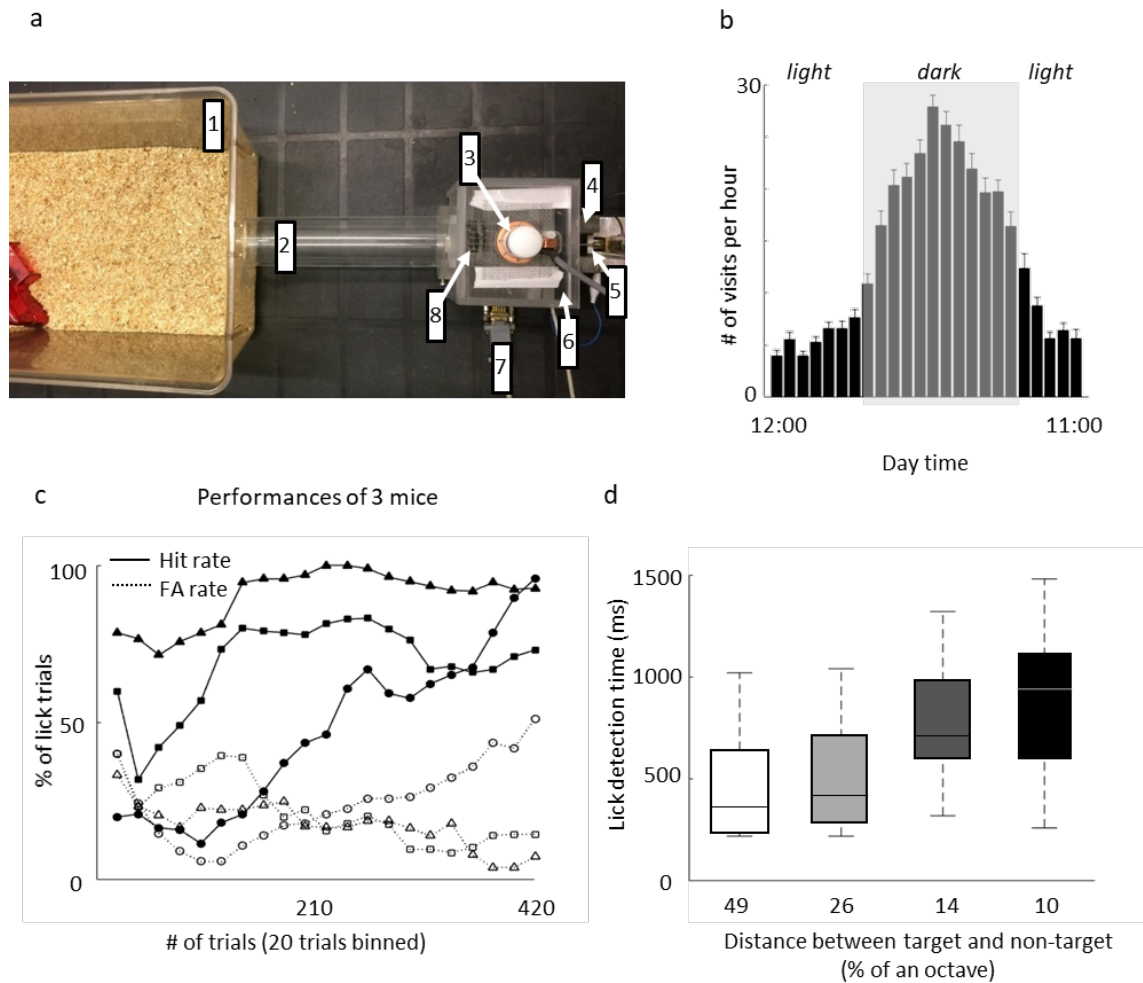 a
1
2
3
4
5
6
7
8
b
light dark light
30
# of visits per hour
0
12:00 11:00
Day time
c
Performances of 3 mice
Hit rate
FA rate
100
% of lick trials
50
0
210 420
# of trials (20 trials binned)
d
1500
Lick detection time (ms)
1000
500
0
49 26 14 10
Distance between target and non-target
(% of an octave)